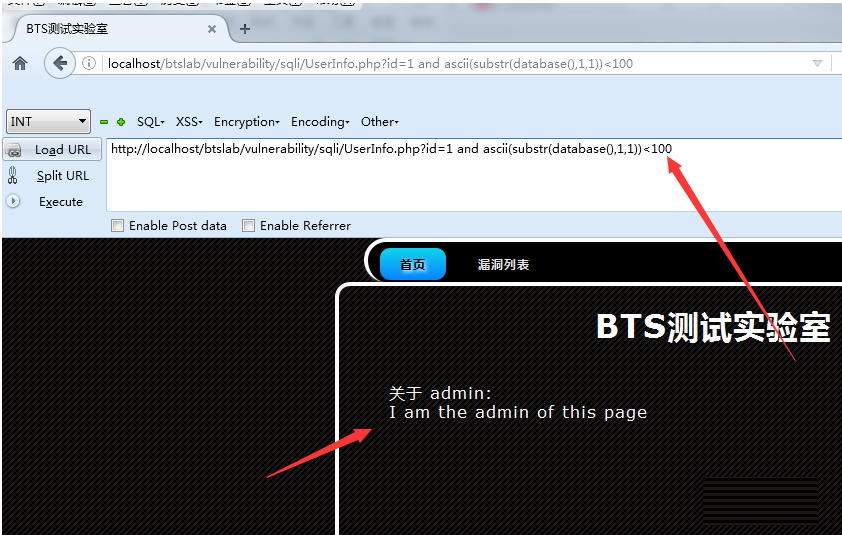 BTS测试实验室
localhost/btslab/vulnerability/sqli/UserInfo.php?id=1 and ascii(substr(database(),1,1))<100
INT SQL XSS Encryption Encoding Other
Load URL http://localhost/btslab/vulnerability/sqli/UserInfo.php?id=1 and ascii(substr(database(),1,1))<100
Split URL
Execute
Enable Post data Enable Referrer
首页 漏洞列表
BTS测试实验室
关于 admin:
I am the admin of this page